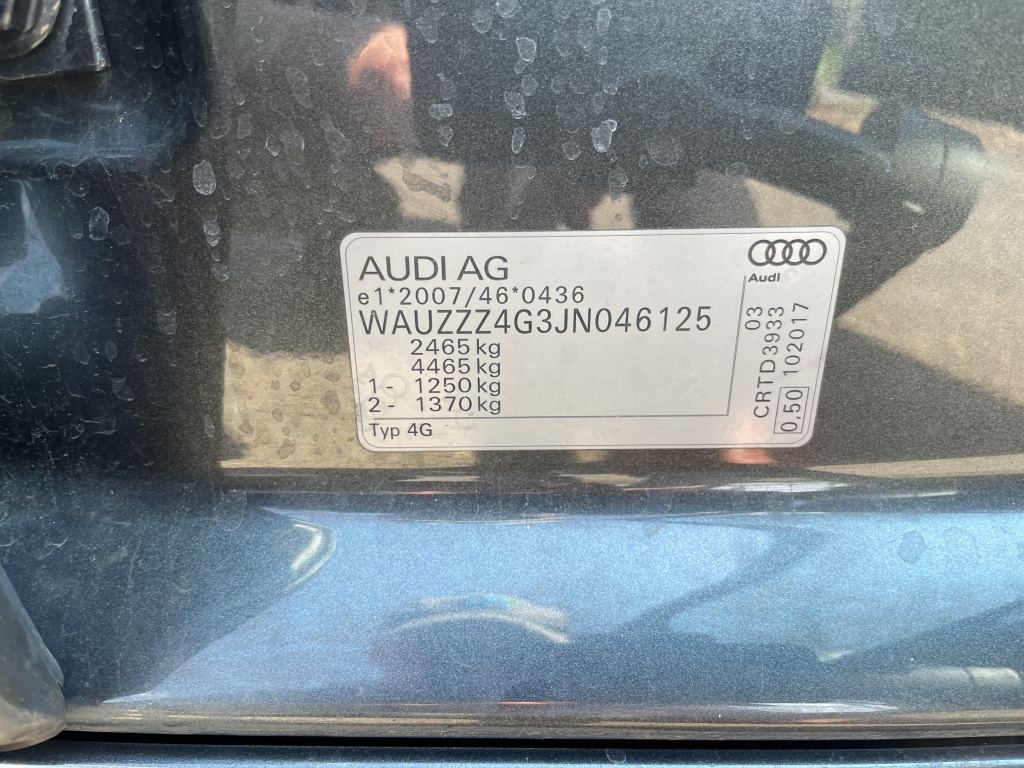 AUDI AG
e1*2007/46*0436
WAUZZZ4G3JN046125
2465 kg
4465 kg
1- 1250 kg
2- 1370 kg
Typ 4G
Audi
CRTD3933 03
0,50 102017